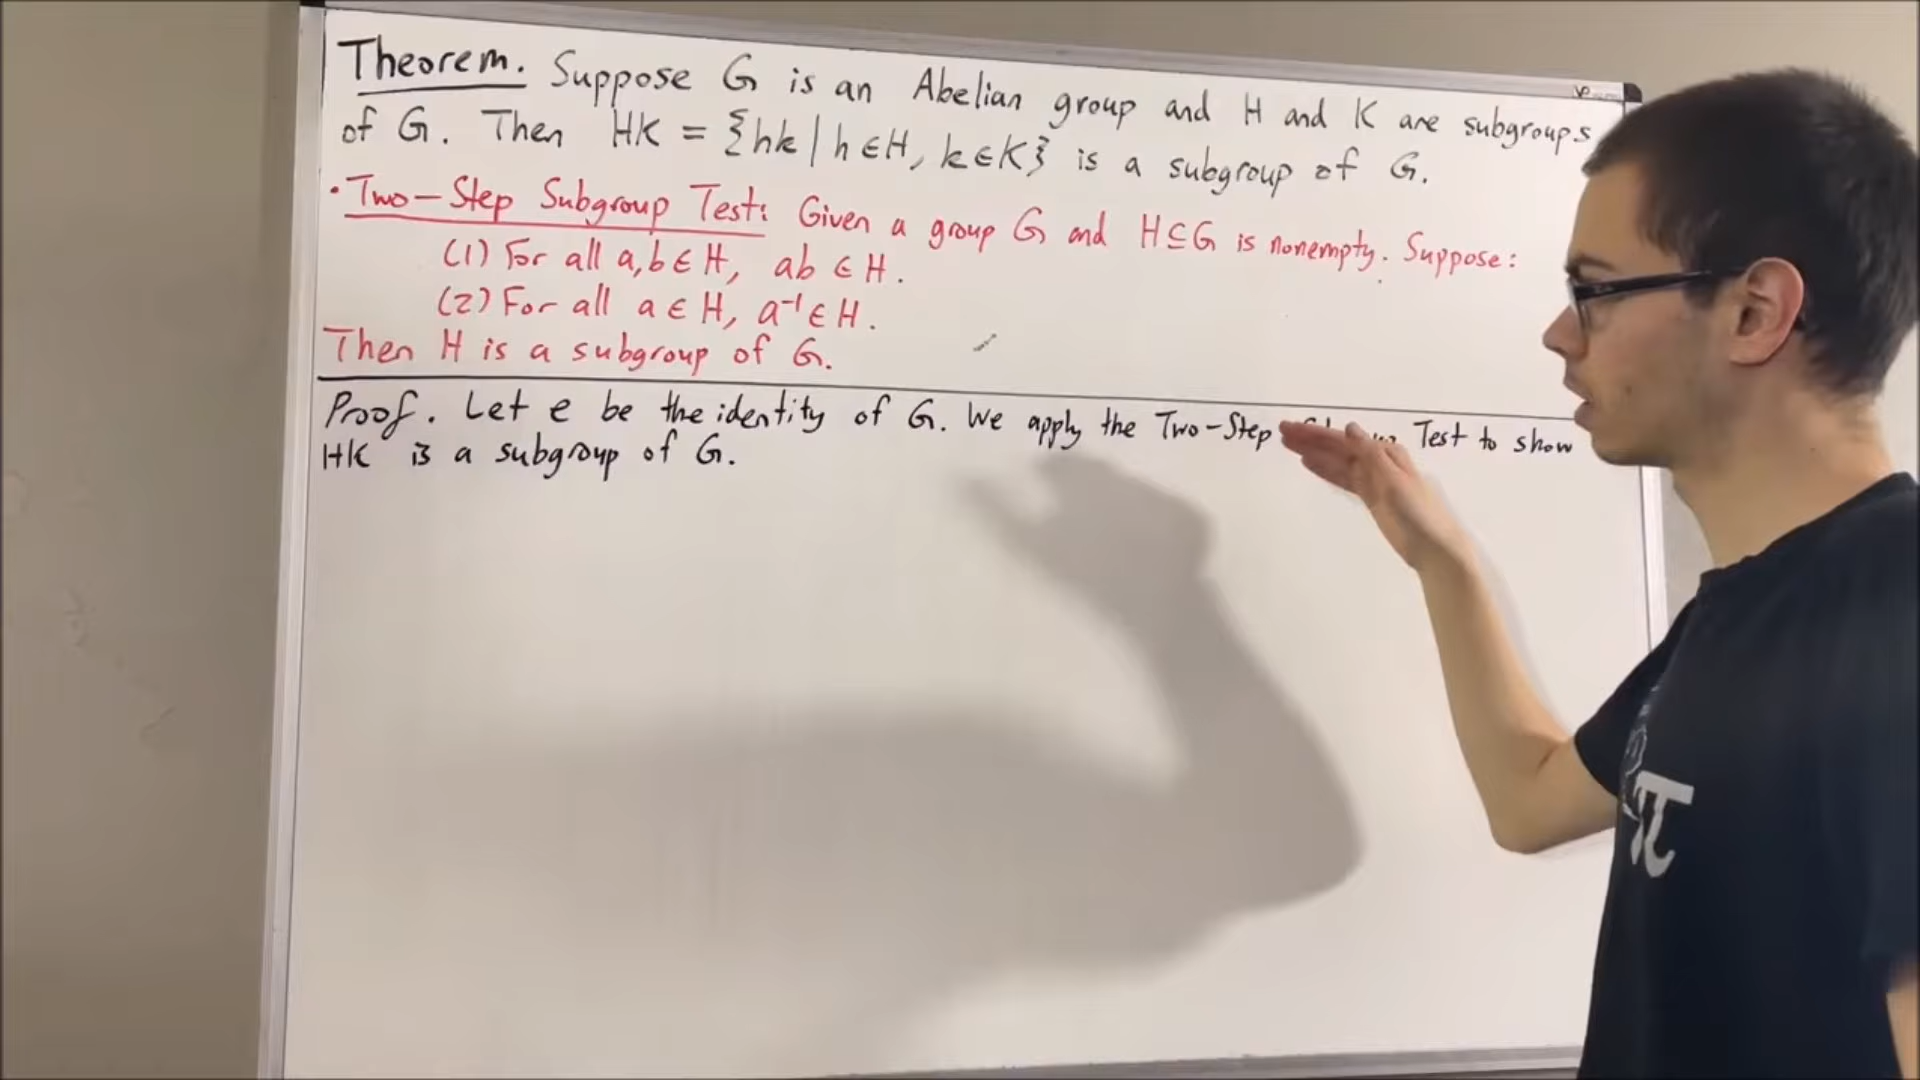 Theorem. Suppose G is an Abelian group and H and K are subgroups
of G. Then HK = {hk | h∈H, k∈K} is a subgroup of G.
• Two-Step Subgroup Test: Given a group G and H⊆G is nonempty. Suppose:
(1) For all a,b∈H, ab∈H.
(2) For all a∈H, a⁻¹∈H.
Then H is a subgroup of G.
Proof. Let e be the identity of G. We apply the Two-Step Test to show
HK is a subgroup of G.
π